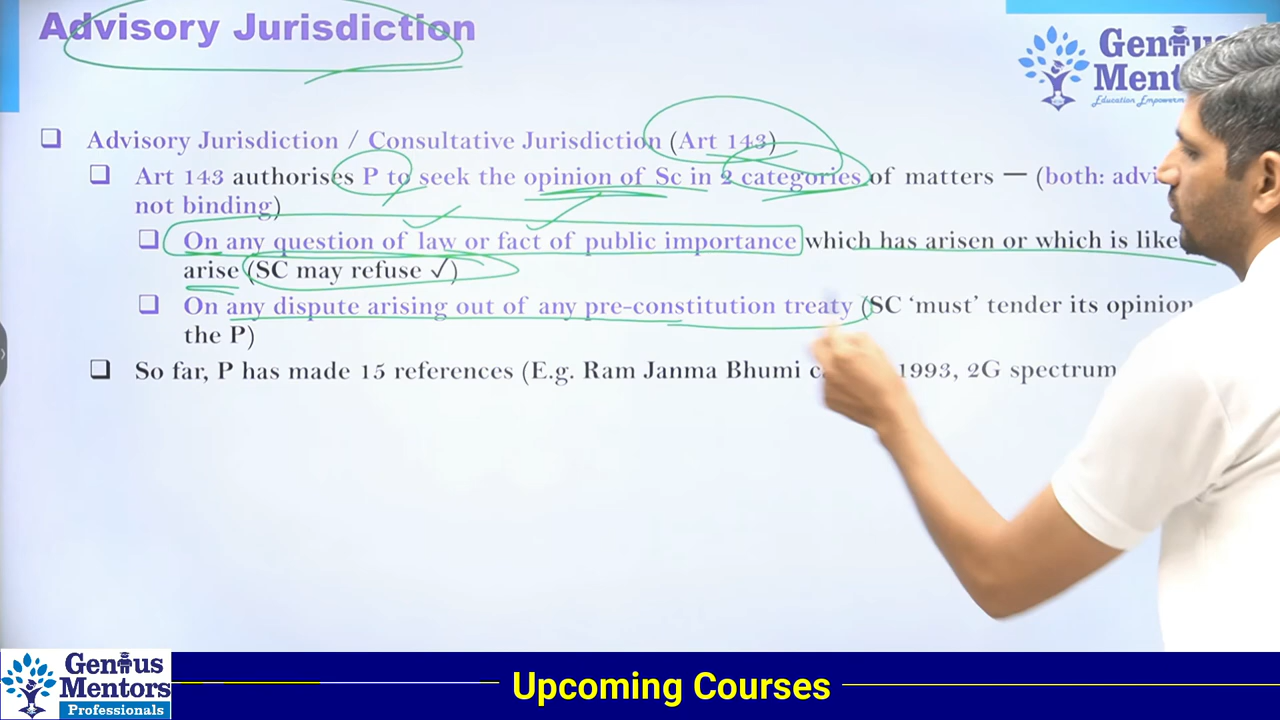 Advisory Jurisdiction
Genius
Education Empowerm
Advisory Jurisdiction / Consultative Jurisdiction (Art 143)
Art 143 authorises P to seek the opinion of Sc in 2 categories of matters — (both:
not binding)
On any question of law or fact of public importance which has arisen or which is
arise (SC may refuse ✓)
On any dispute arising out of any pre-constitution treaty (SC ‘must’ tender its opinion
the P)
So far, P has made 15 references (E.g. Ram Janma Bhumi 1993, 2G spectrum
Genius
Mentors
Professionals
Upcoming Courses